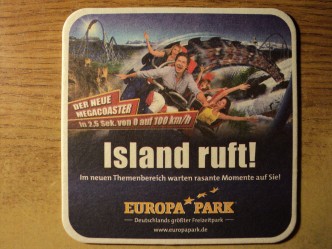 DER NEUE
MEGACOASTER
In 2,5 Sek. von 0 auf 100 km/h
Island ruft!
Im neuen Themenbereich warten rasante Momente auf Sie!
EUROPA PARK
Deutschlands größter Freizeitpark
www.europapark.de